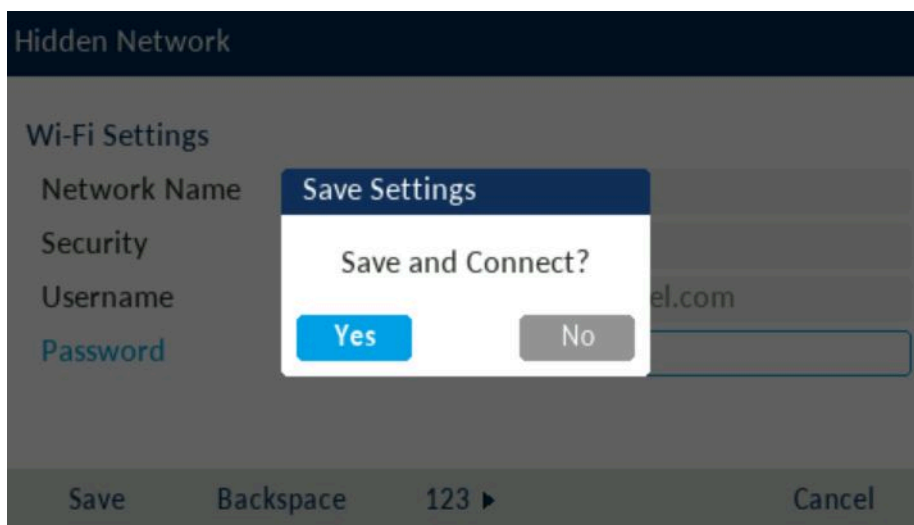 Hidden Network
Wi-Fi Settings
Network Name
Save Settings
Security
Save and Connect?
Username
el.com
Yes
No
Password
Save Backspace 123 ▶ Cancel